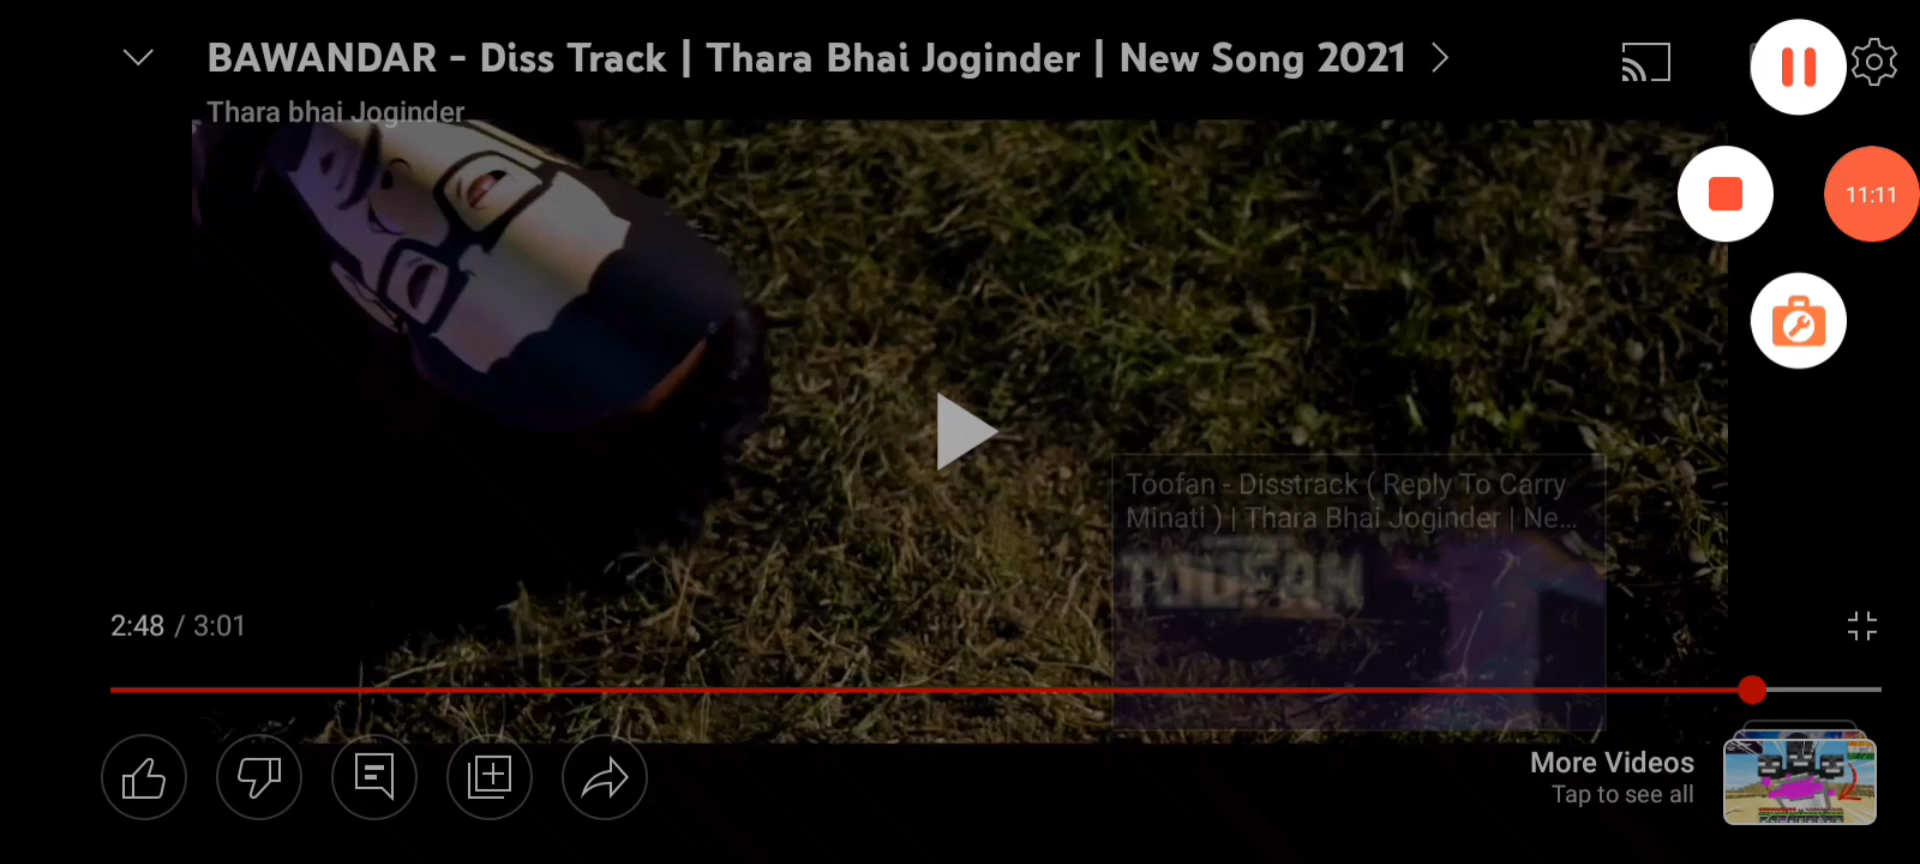 BAWANDAR - Diss Track | Thara Bhai Joginder | New Song 2021
Thara bhai Joginder
11:11
Toofan - Disstrack ( Reply To Carry
Minati ) | Thara Bhai Joginder | Ne...
TOOFAN
2:48 / 3:01
More Videos
Tap to see all